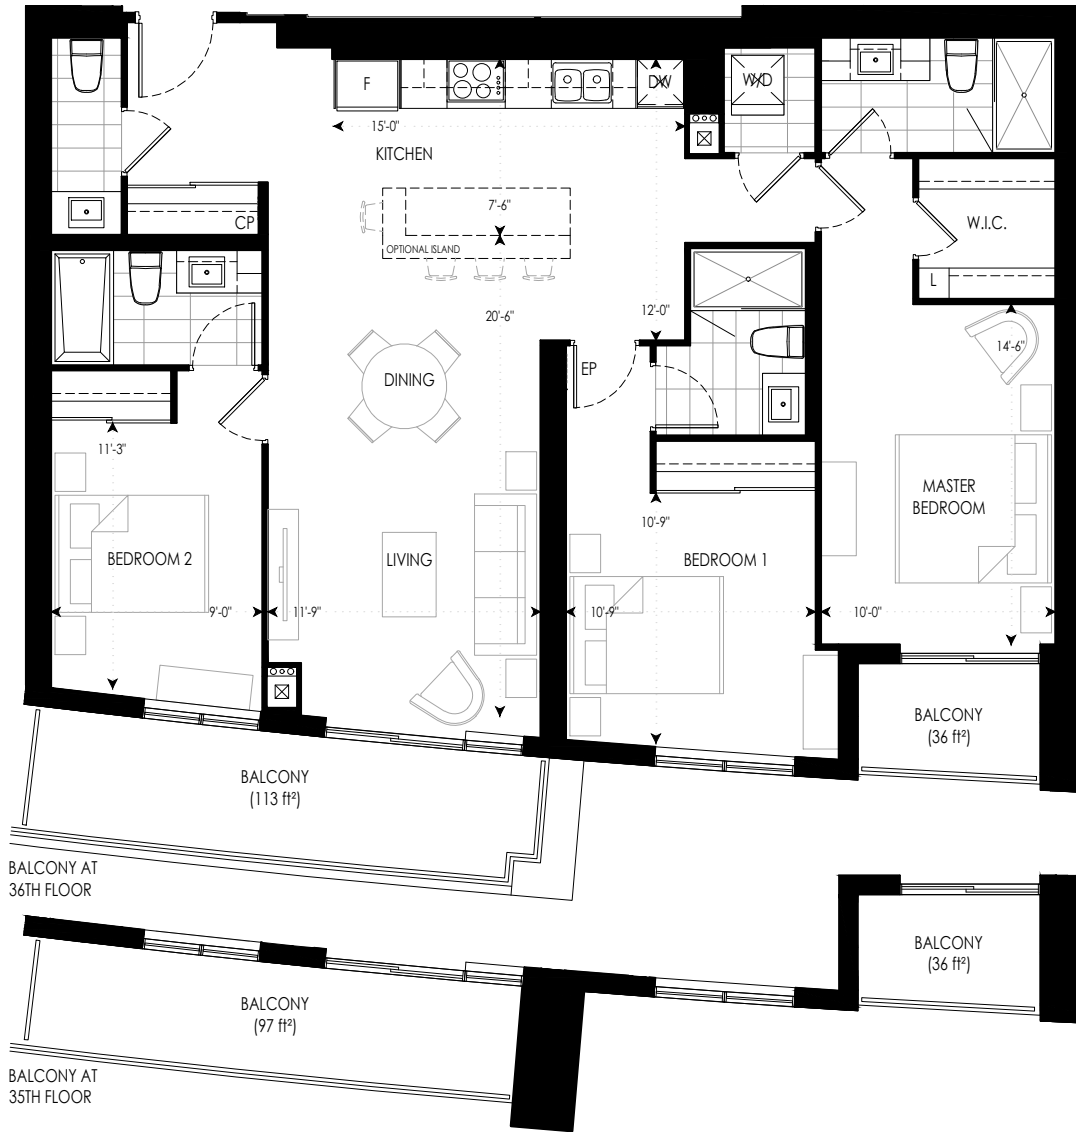 F
DW
W/D
15'-0"
KITCHEN
7'-6"
CP
OPTIONAL ISLAND
W.I.C.
L
20'-6"
12'-0"
14'-6"
EP
DINING
11'-3"
MASTER
BEDROOM
10'-9"
BEDROOM 2
LIVING
BEDROOM 1
9'-0"
11'-9"
10'-9"
10'-0"
BALCONY
(36 ft²)
BALCONY
(113 ft²)
BALCONY AT
36TH FLOOR
BALCONY
(36 ft²)
BALCONY
(97 ft²)
BALCONY AT
35TH FLOOR